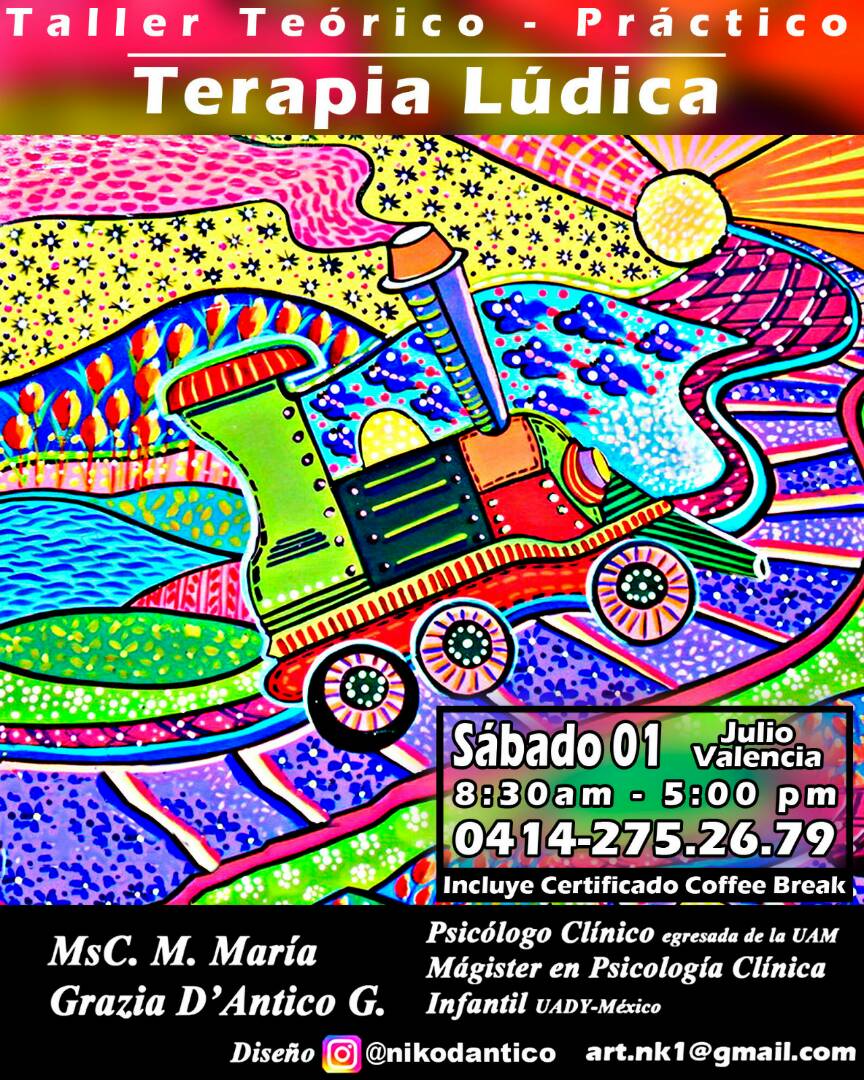 Taller Teórico - Práctico
Terapia Lúdica
Sábado 01 Julio Valencia
8:30am - 5:00 pm
0414-275.26.79
Incluye Certificado Coffee Break
MsC. M. María
Grazia D'Antico G.
Psicólogo Clínico egresada de la UAM
Mágister en Psicología Clínica
Infantil UADY-México
Diseño @nikodantico art.nk1@gmail.com